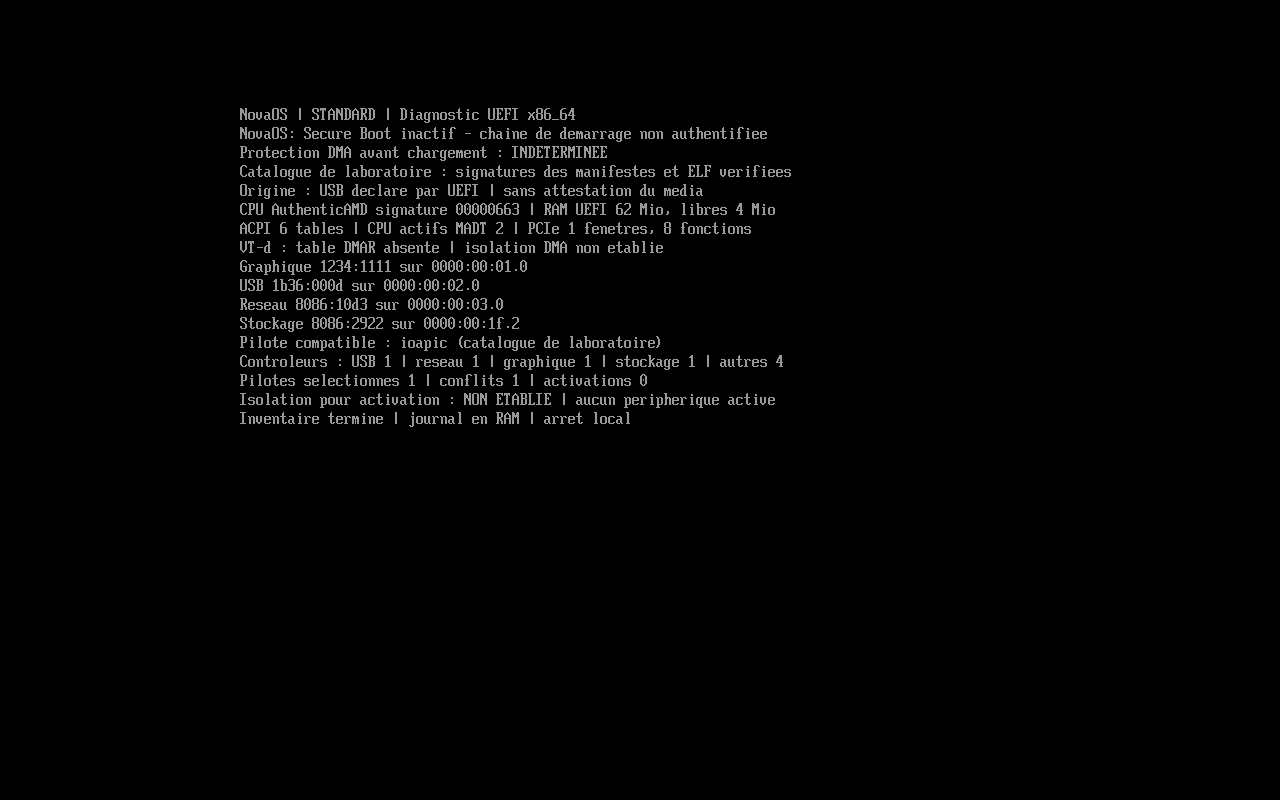 NovaOS | STANDARD | Diagnostic UEFI x86_64
NovaOS: Secure Boot inactif - chaine de demarrage non authentifiee
Protection DMA avant chargement : INDETERMINEE
Catalogue de laboratoire : signatures des manifestes et ELF verifiees
Origine : USB declare par UEFI | sans attestation du media
CPU AuthenticAMD signature 00000663 | RAM UEFI 62 Mio, libres 4 Mio
ACPI 6 tables | CPU actifs MADT 2 | PCIe 1 fenetres, 8 fonctions
VT-d : table DMAR absente | isolation DMA non etablie
Graphique 1234:1111 sur 0000:00:01.0
USB 1b36:000d sur 0000:00:02.0
Reseau 8086:10d3 sur 0000:00:03.0
Stockage 8086:2922 sur 0000:00:1f.2
Pilote compatible : ioapic (catalogue de laboratoire)
Controleurs : USB 1 | reseau 1 | graphique 1 | stockage 1 | autres 4
Pilotes selectionnes 1 | conflits 1 | activations 0
Isolation pour activation : NON ETABLIE | aucun peripherique active
Inventaire termine | journal en RAM | arret local